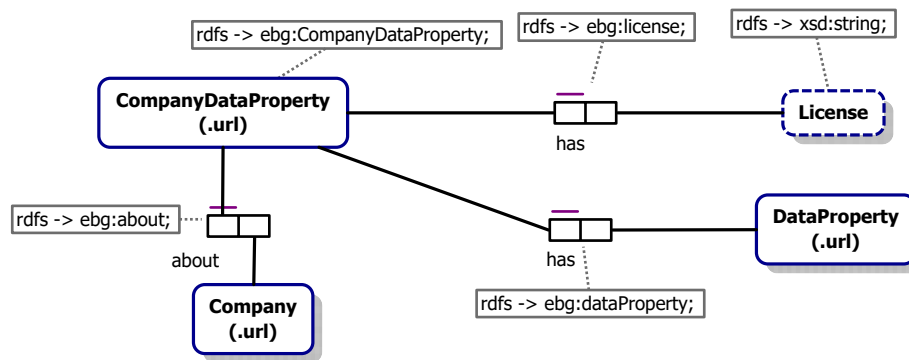 rdfs -> ebg:CompanyDataProperty;
rdfs -> ebg:license;
rdfs -> xsd:string;
CompanyDataProperty
(.url)
License
has
rdfs -> ebg:about;
about
has
DataProperty
(.url)
Company
(.url)
rdfs -> ebg:dataProperty;